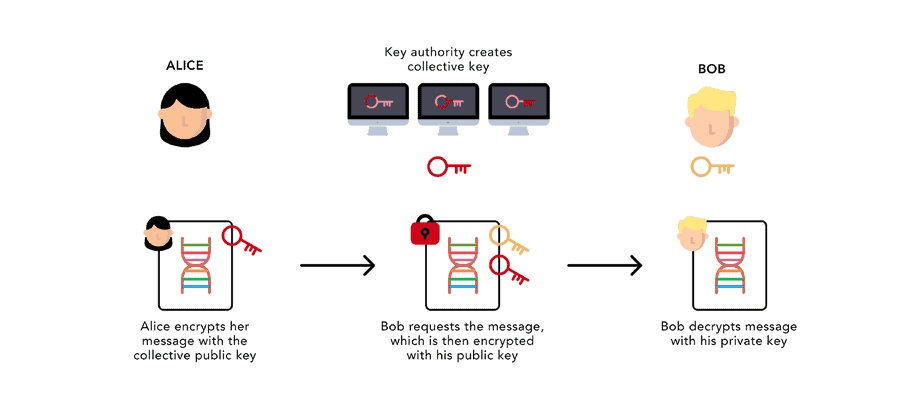 ALICE
Key authority creates
collective key
BOB
Alice encrypts her
message with the
collective public key
Bob requests the message,
which is then encrypted
with his public key
Bob decrypts message
with his private key